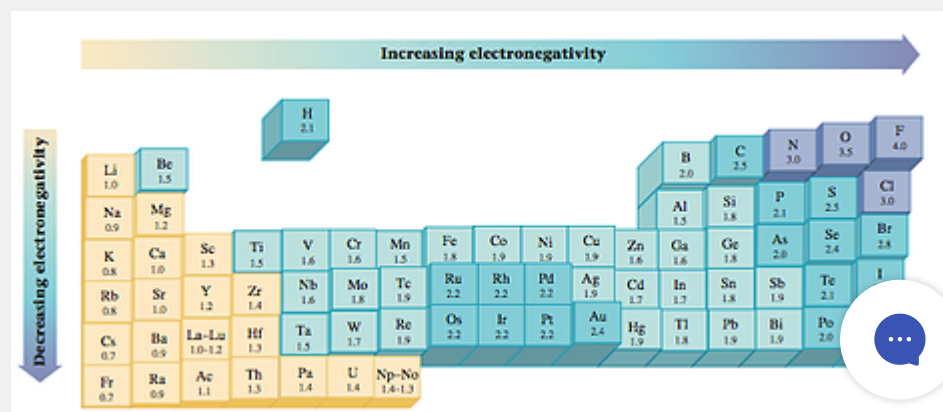 Increasing electronegativity
Decreasing electronegativity
H
2.1
Li
1.0
Be
1.5
B
2.0
C
2.5
N
3.0
O
3.5
F
4.0
Na
0.9
Mg
1.2
Al
1.5
Si
1.8
P
2.1
S
2.5
Cl
3.0
K
0.8
Ca
1.0
Sc
1.3
Ti
1.5
V
1.6
Cr
1.6
Mn
1.5
Fe
1.8
Co
1.9
Ni
1.9
Cu
1.9
Zn
1.6
Ga
1.6
Ge
1.8
As
2.0
Se
2.4
Br
2.8
Rb
0.8
Sr
1.0
Y
1.2
Zr
1.4
Nb
1.6
Mo
1.8
Tc
1.9
Ru
2.2
Rh
2.2
Pd
2.2
Ag
1.9
Cd
1.7
In
1.7
Sn
1.8
Sb
1.9
Te
2.1
I
Cs
0.7
Ba
0.9
La–Lu
1.0–1.2
Hf
1.3
Ta
1.5
W
1.7
Re
1.9
Os
2.2
Ir
2.2
Pt
2.2
Au
2.4
Hg
1.9
Tl
1.8
Pb
1.9
Bi
1.9
Po
2.0
Fr
0.7
Ra
0.9
Ac
1.1
Th
1.3
Pa
1.4
U
1.4
Np–No
1.4–1.3